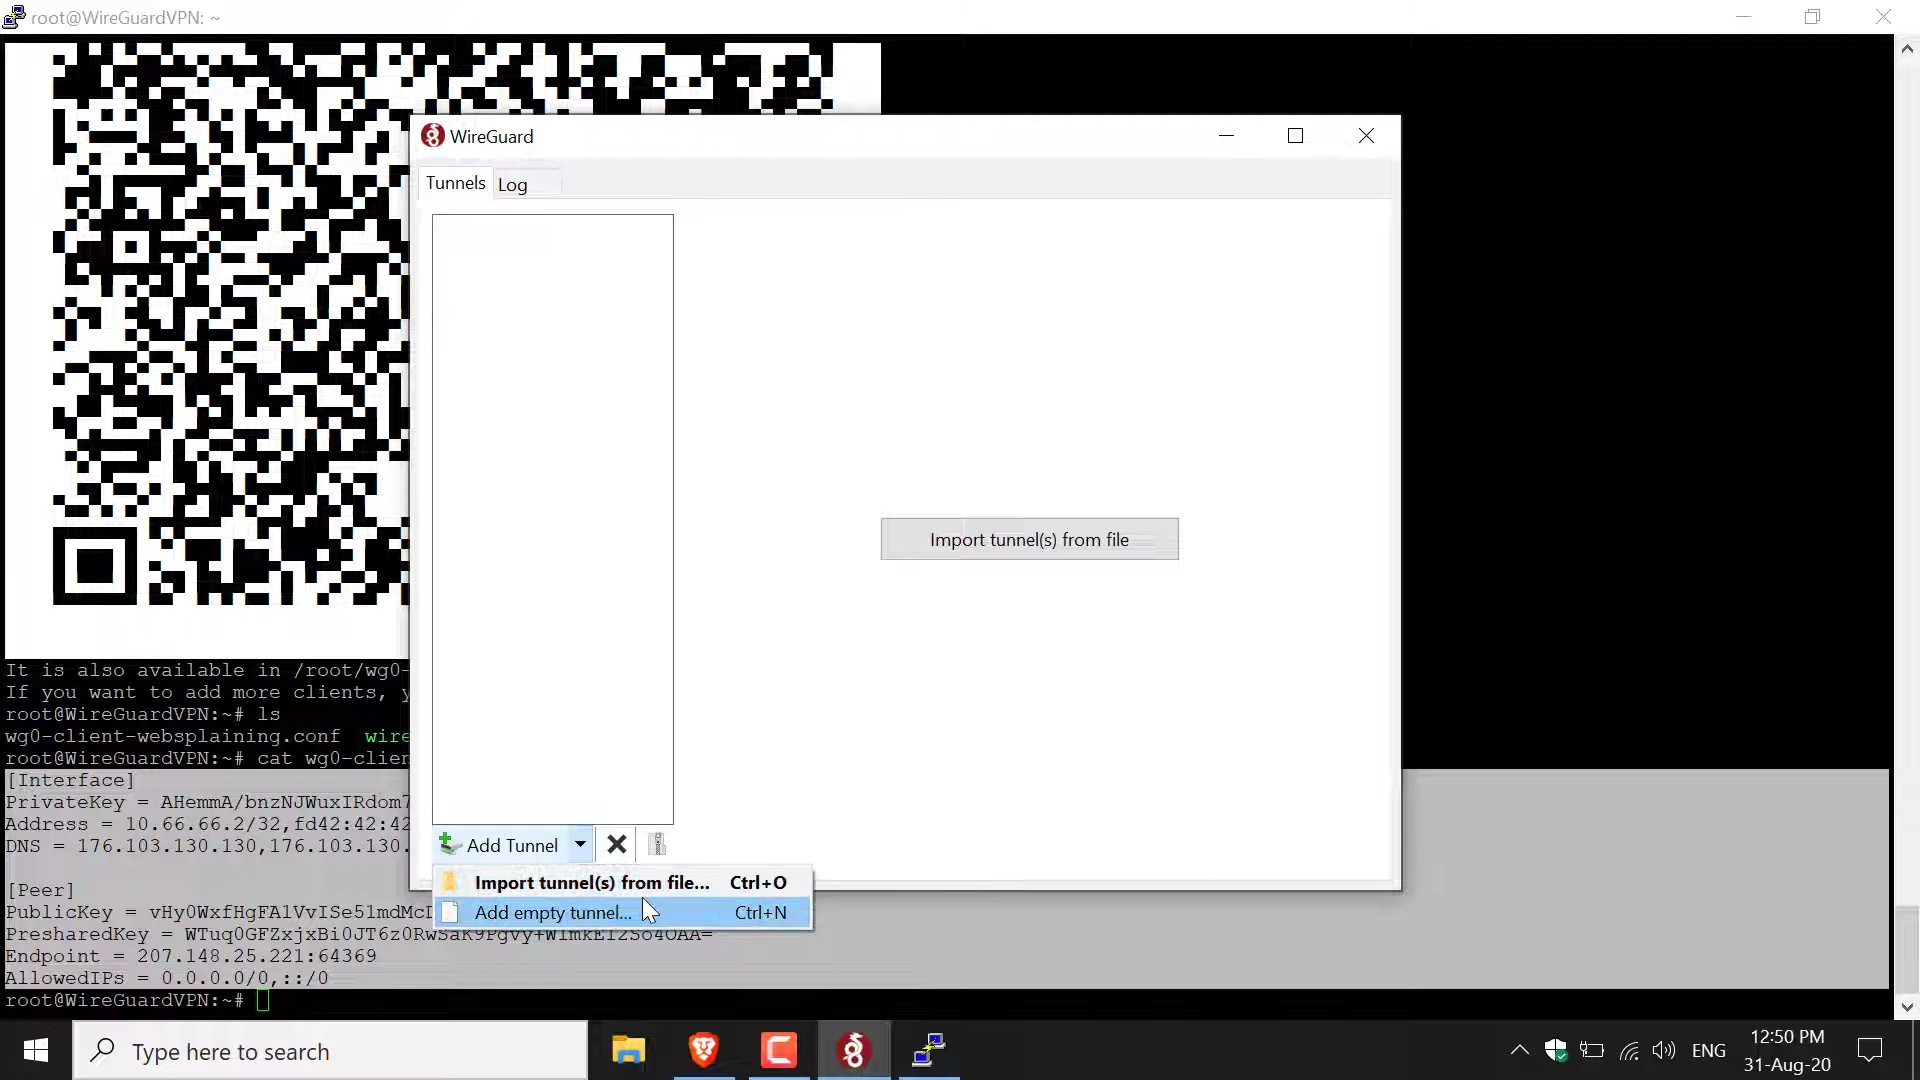 root@WireGuardVPN: ~
WireGuard
Tunnels
Log
Import tunnel(s) from file
It is also available in /root/wg0-
If you want to add more clients, y
root@WireGuardVPN:~# ls
wg0-client-websplaining.conf wire
root@WireGuardVPN:~# cat wg0-clien
[Interface]
PrivateKey = AHemmA/bnzNJWuxIRdom7
Address = 10.66.66.2/32,fd42:42:42
DNS = 176.103.130.130,176.103.130.
Add Tunnel
Import tunnel(s) from file... Ctrl+O
Add empty tunnel... Ctrl+N
[Peer]
PublicKey = vHy0WxfHgFAlVvISe51mdMcD
PresharedKey =
Endpoint = 207.148.25.221:64369
AllowedIPs = 0.0.0.0/0,::/0
root@WireGuardVPN:~#
Type here to search
ENG
12:50 PM
31-Aug-20